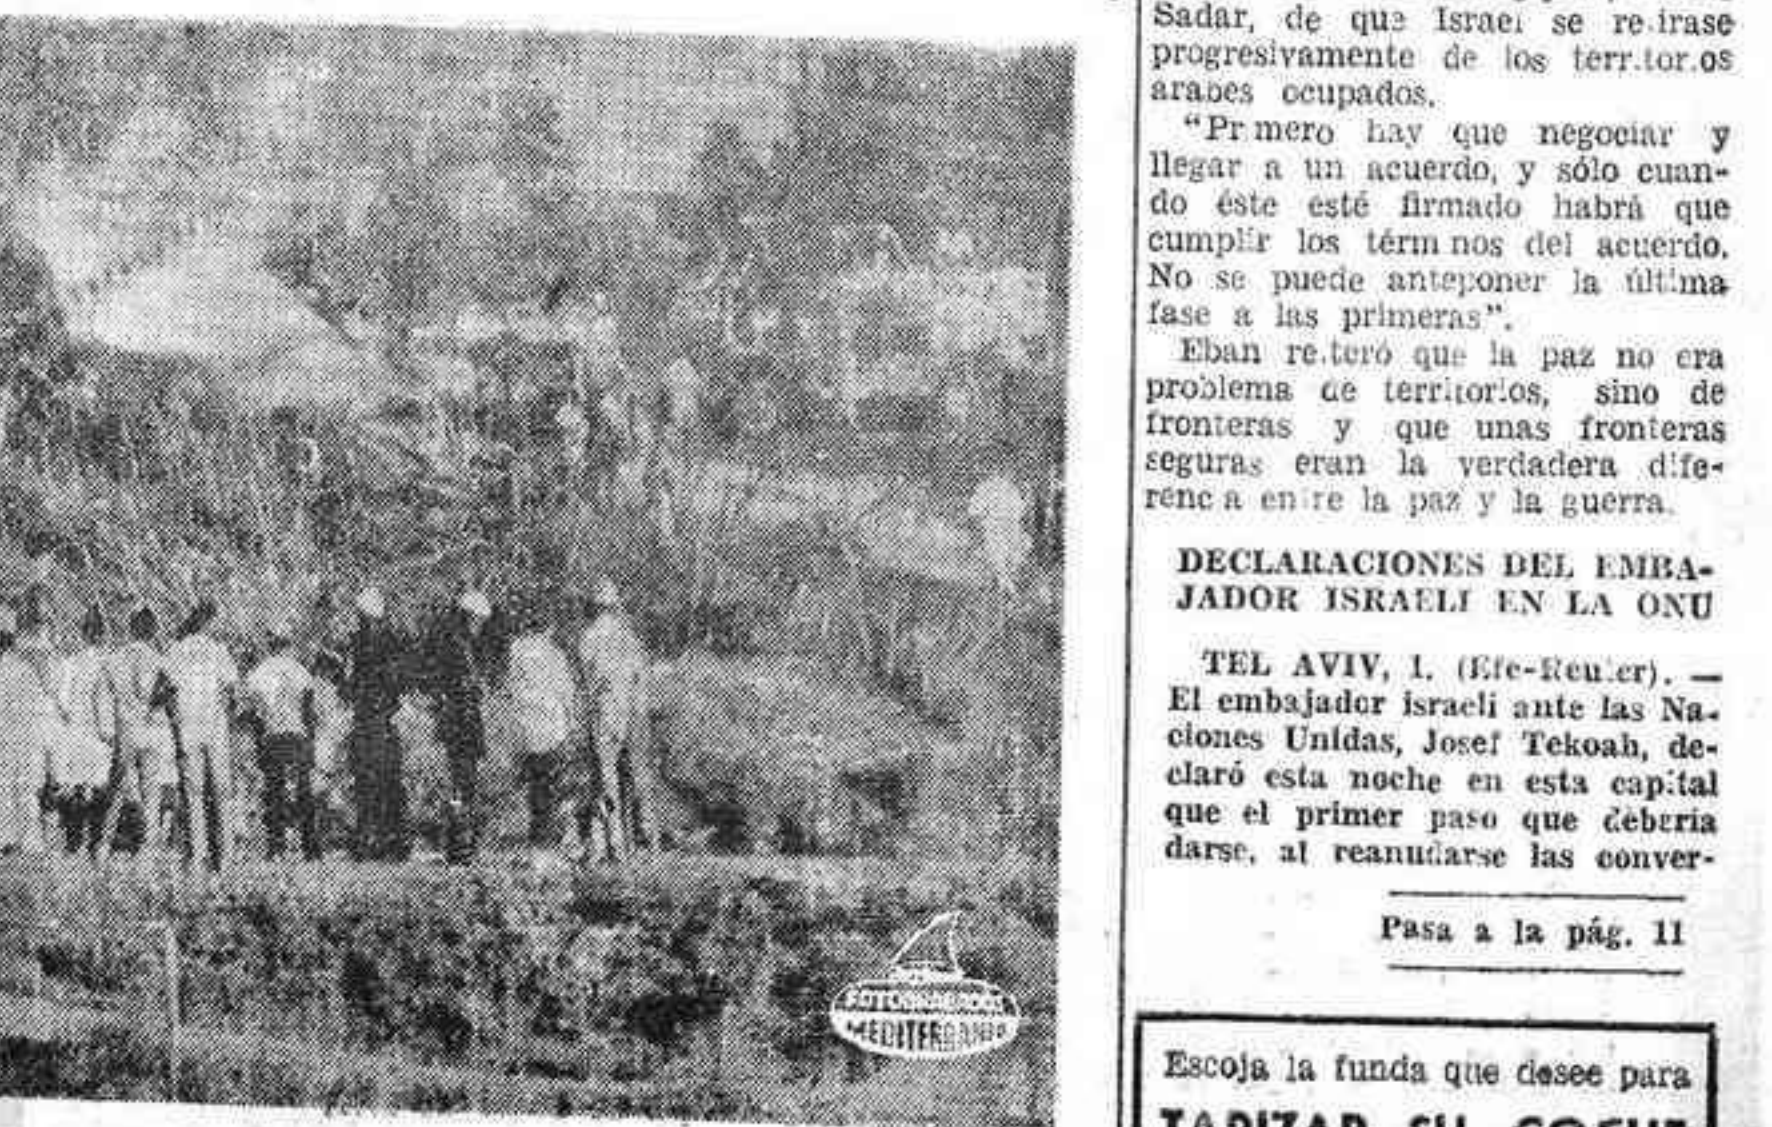 FOTOGRABADOS
MEDITERRANEO
Sadar, de que Israel se retirase
progresivamente de los territorios
arabes ocupados.
"Primero hay que negociar y
llegar a un acuerdo, y sólo cuan-
do éste esté firmado habrá que
cumplir los términos del acuerdo.
No se puede anteponer la última
fase a las primeras".
Eban reiteró que la paz no era
problema de territorios, sino de
fronteras y que unas fronteras
seguras eran la verdadera dife-
rencia entre la paz y la guerra.
DECLARACIONES DEL EMBA-
JADOR ISRAELI EN LA ONU
TEL AVIV, 1. (Efe-Reuter). —
El embajador israeli ante las Na-
ciones Unidas, Josef Tekoah, de-
claró esta noche en esta capital
que el primer paso que debería
darse, al reanudarse las conver-
Pasa a la pág. 11
Escoja la funda que desee para
TAPIZAR SU COCHE